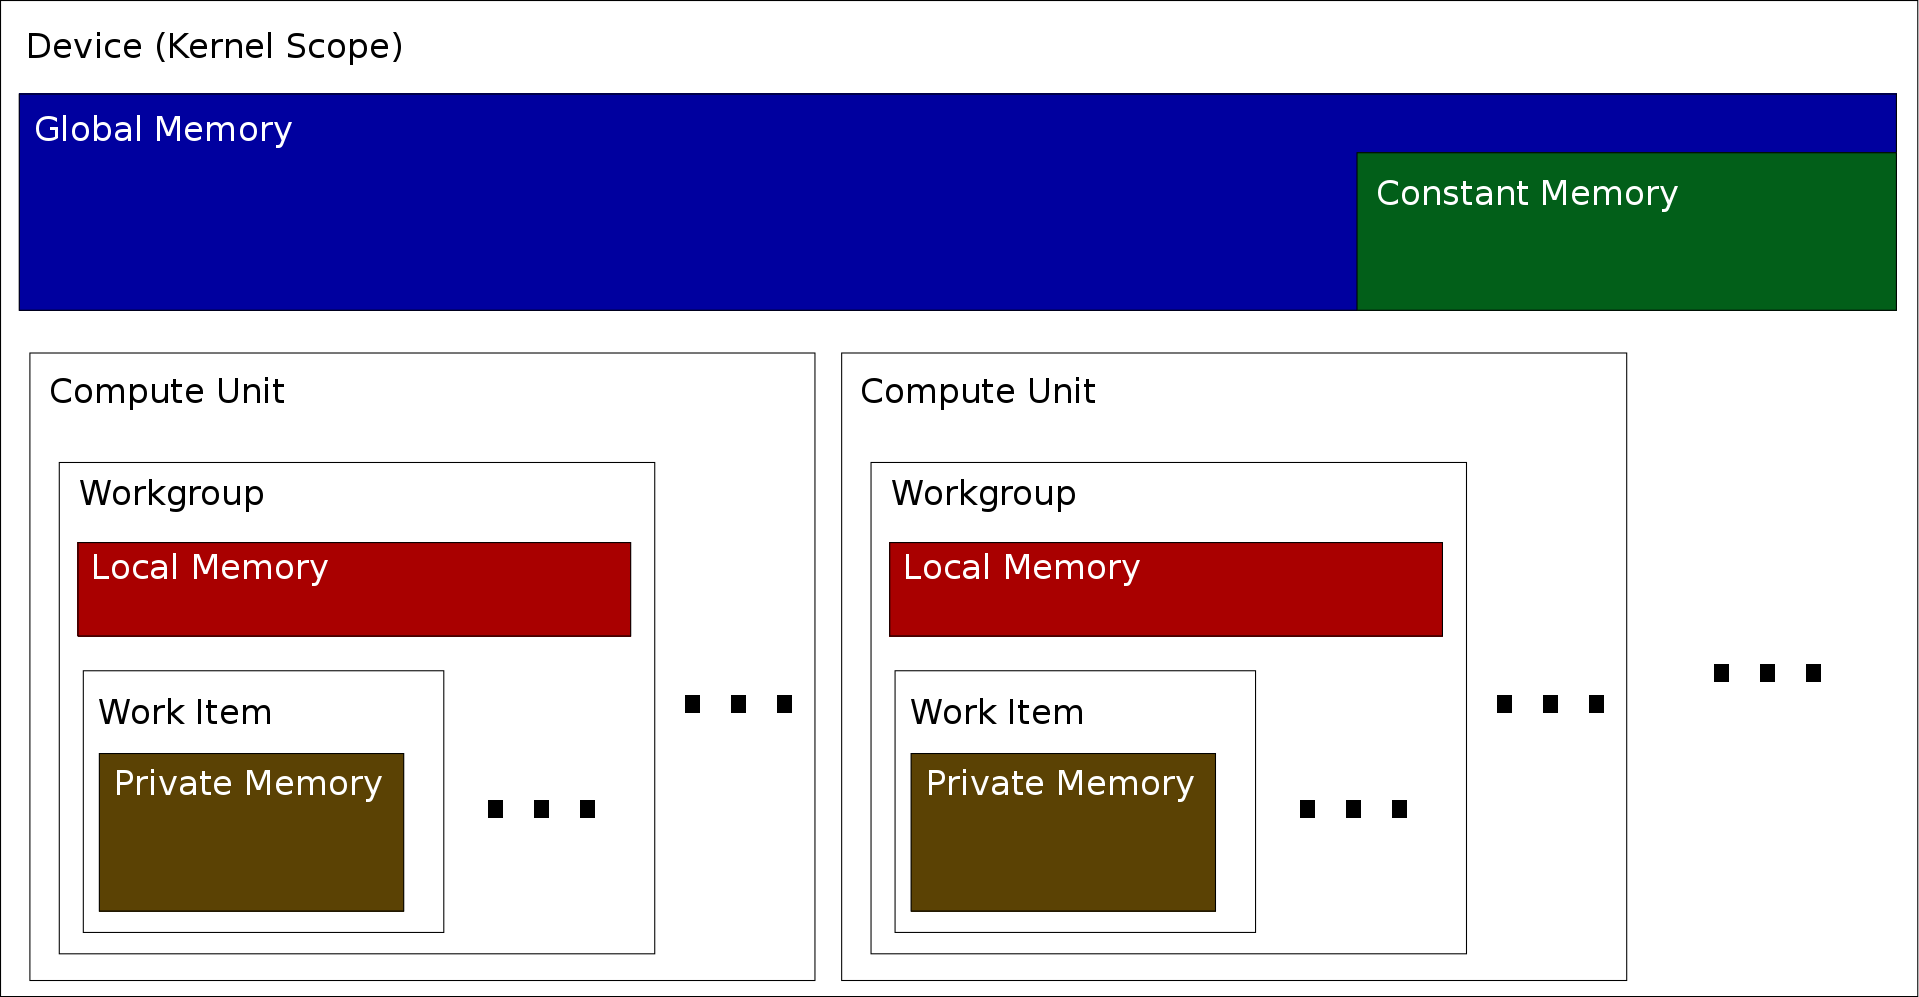 Device (Kernel Scope)
Global Memory
Constant Memory
Compute Unit
Workgroup
Local Memory
Work Item
Private Memory
Compute Unit
Workgroup
Local Memory
Work Item
Private Memory